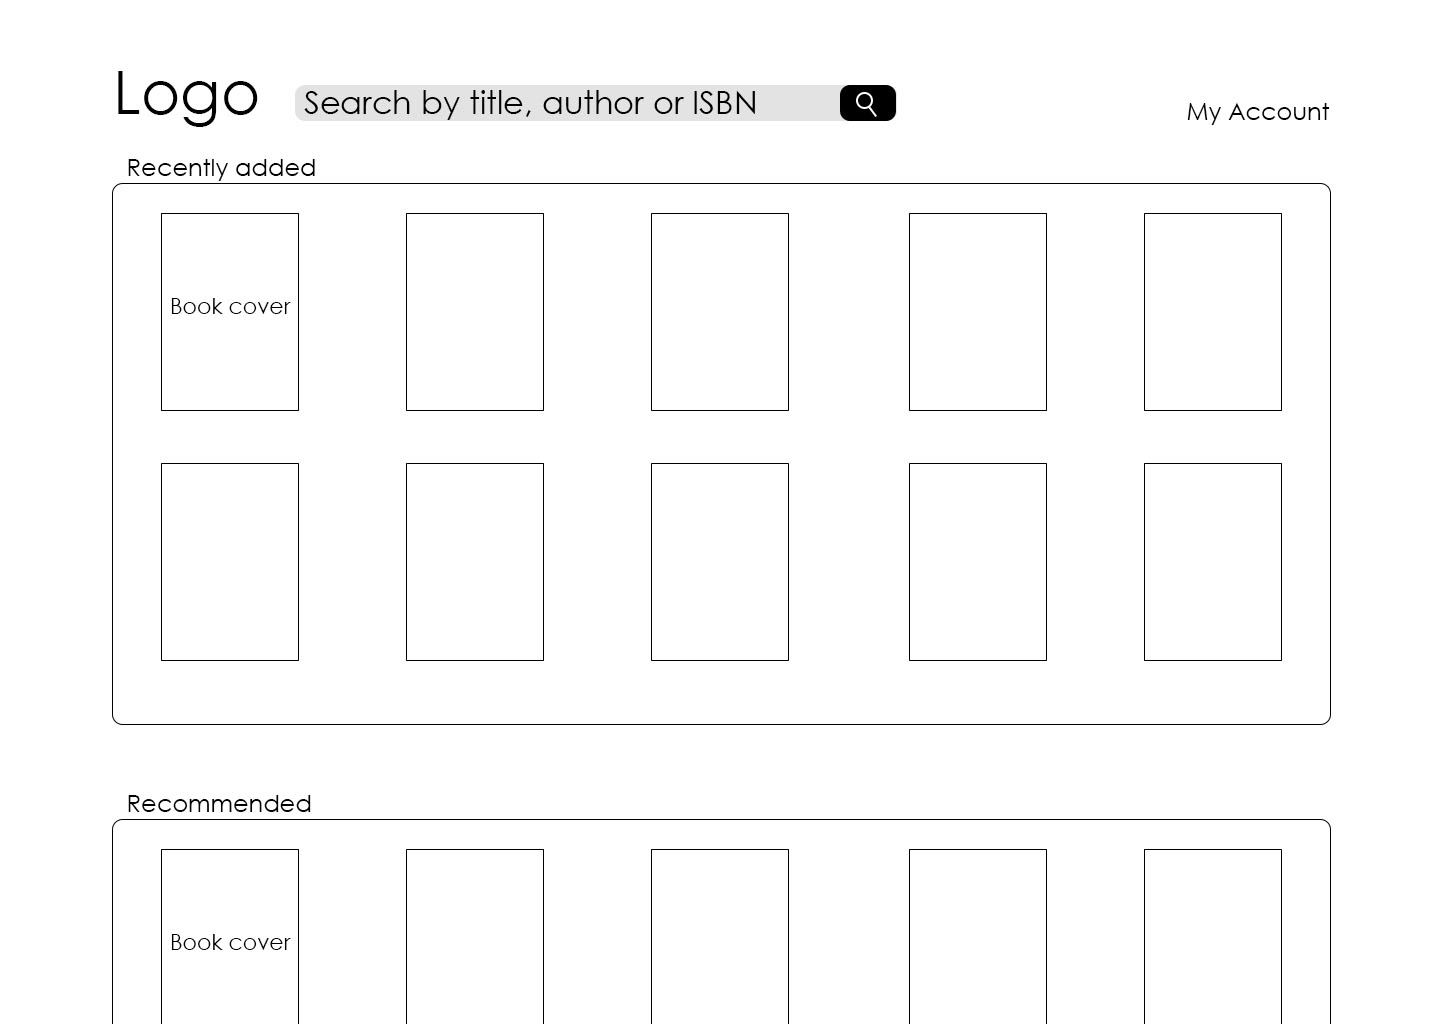 Logo
Search by title, author or ISBN
My Account
Recently added
Book cover
Recommended
Book cover